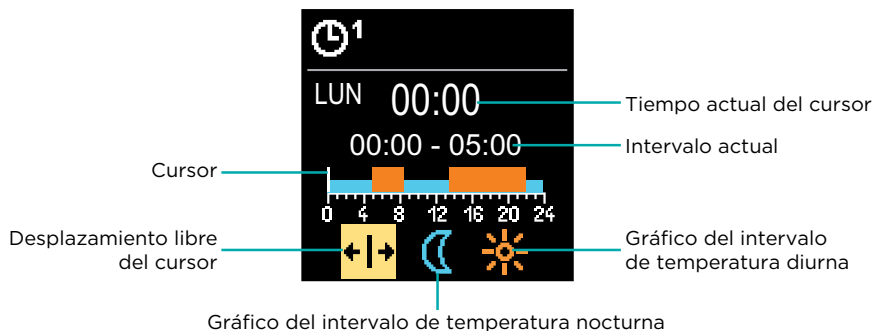 1
LUN 00:00
Tiempo actual del cursor
00:00 - 05:00
Intervalo actual
Cursor
0 4 8 12 16 20 24
Desplazamiento libre
del cursor
Gráfico del intervalo
de temperatura diurna
Gráfico del intervalo de temperatura nocturna